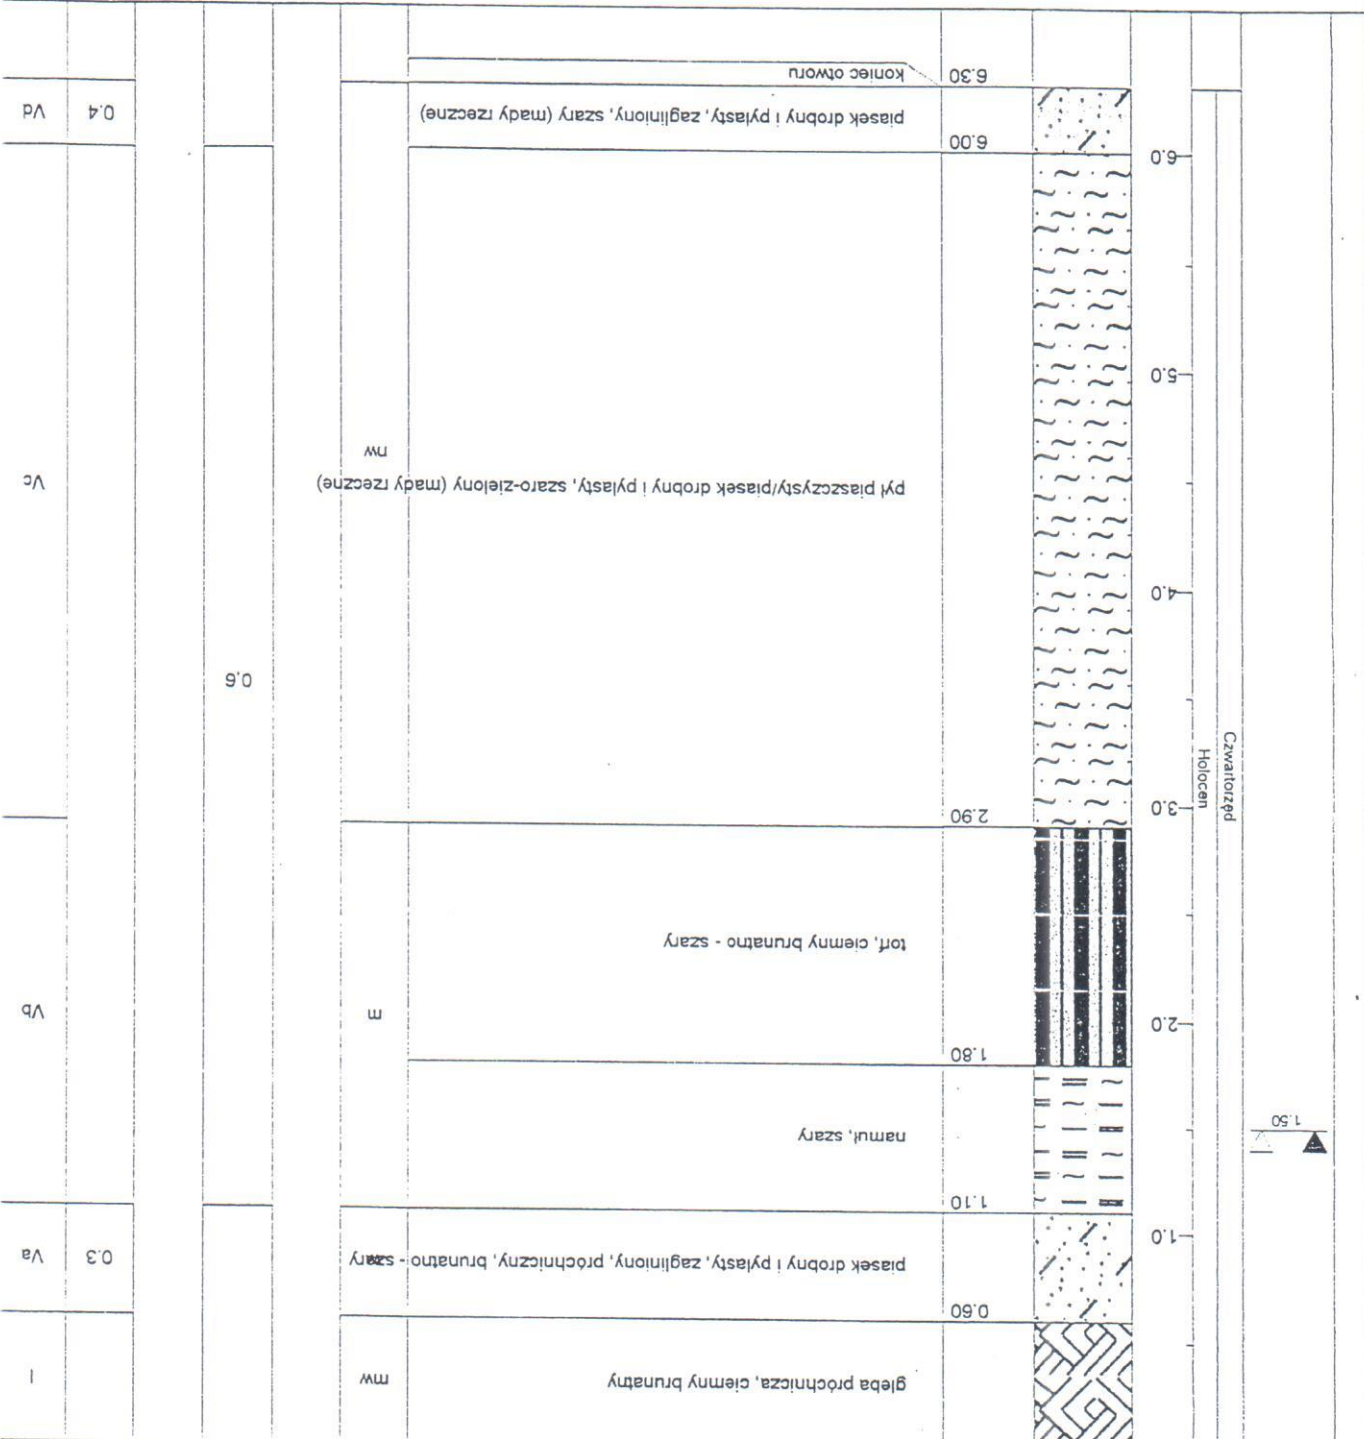 Czwartorzęd
Holocen
gleba próchnicza, ciemny brunatny
mw
I
0.60
piasek drobny i pylasty, zagliniony, próchniczny, brunatno - szary
0.3
Va
1.0
1.10
namuł, szary
1.50
1.80
torf, ciemny brunatno - szary
m
Vb
2.0
2.90
3.0
0.6
pył piaszczysty/piasek drobny i pylasty, szaro-zielony (mady rzeczne)
nw
Vc
4.0
5.0
6.0
6.00
piasek drobny i pylasty, zagliniony, szary (mady rzeczne)
0.4
Vd
6.30
koniec otworu